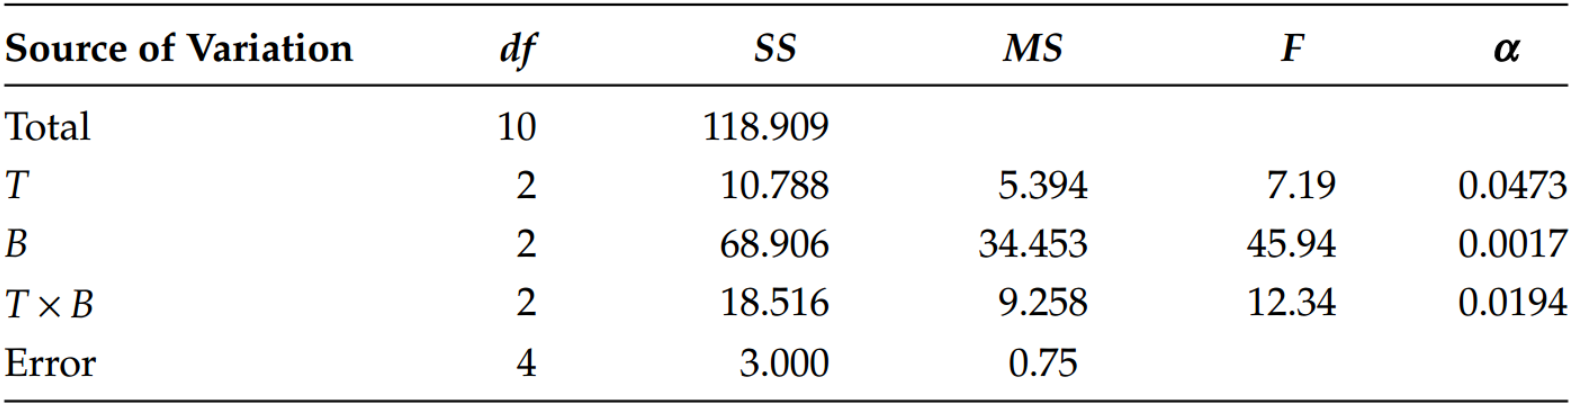 Source of Variation df SS MS F α
Total 10 118.909
T 2 10.788 5.394 7.19 0.0473
B 2 68.906 34.453 45.94 0.0017
T × B 2 18.516 9.258 12.34 0.0194
Error 4 3.000 0.75